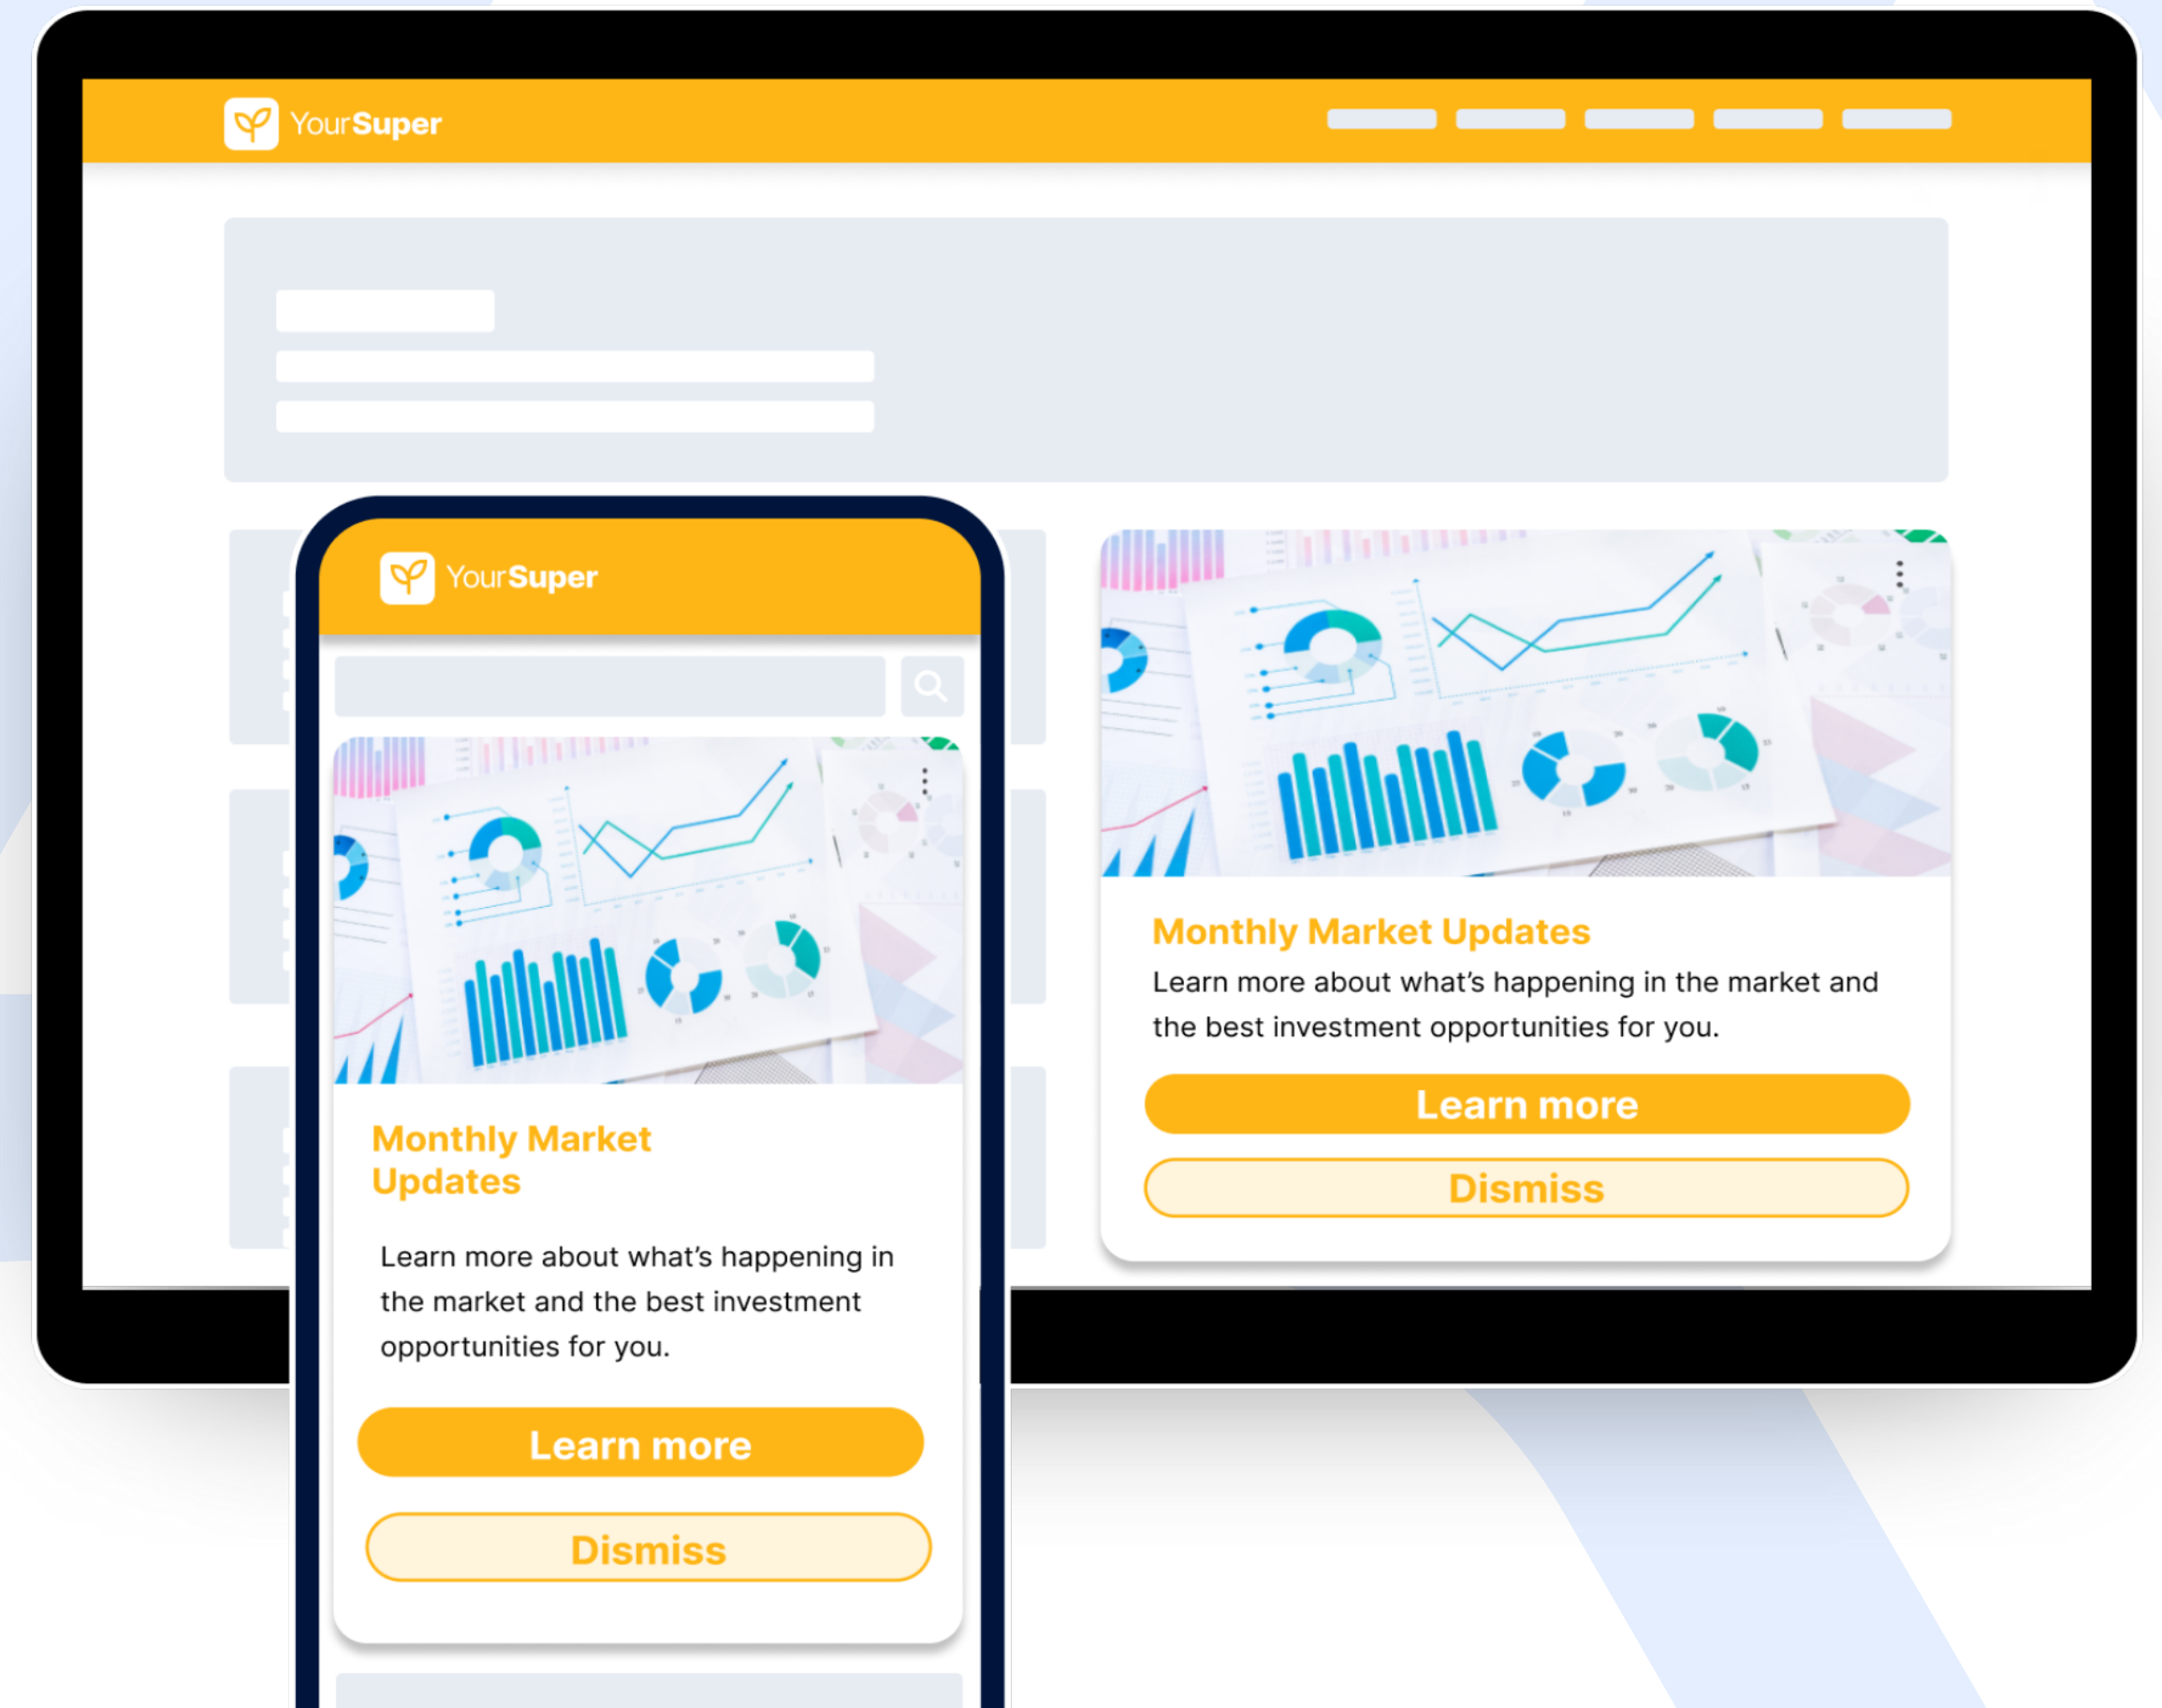 YourSuper
YourSuper
Monthly Market
Updates
Learn more about what’s happening in
the market and the best investment
opportunities for you.
Learn more
Dismiss
Monthly Market Updates
Learn more about what’s happening in the market and
the best investment opportunities for you.
Learn more
Dismiss